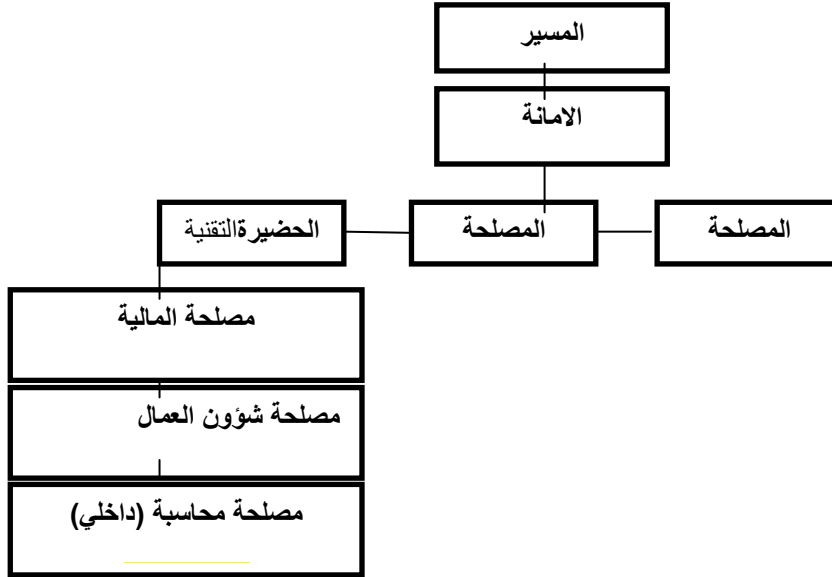 المسير
الامانة
المصلحة
المصلحة
الحضيرةالتقنية
مصلحة المالية
مصلحة شؤون العمال
مصلحة محاسبة (داخلي)